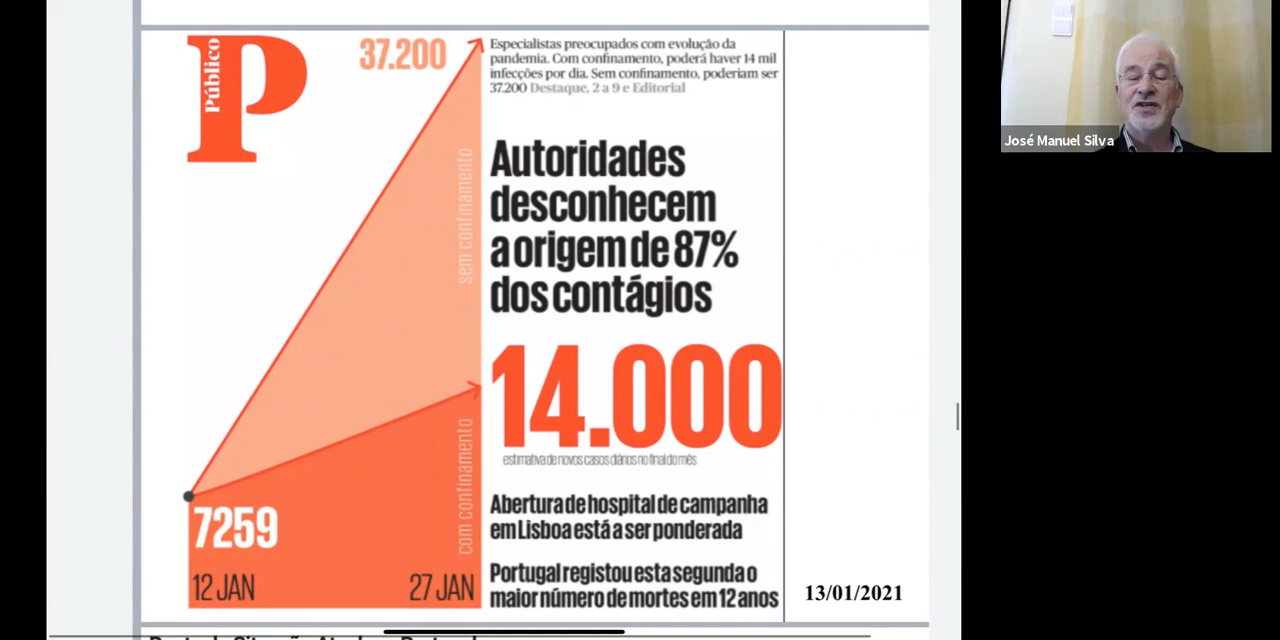 Público
P
37.200
Especialistas preocupados com evolução da
pandemia. Com confinamento, poderá haver 14 mil
infecções por dia. Sem confinamento, poderiam ser
37.200 Destaque, 2 a 9 e Editorial
sem confinamento
Autoridades
desconhecem
a origem de 87%
dos contágios
14.000
estimativa de novos casos diários no final do mês
com confinamento
7259
12 JAN
27 JAN
Abertura de hospital de campanha
em Lisboa está a ser ponderada
Portugal registou esta segunda o
maior número de mortes em 12 anos
13/01/2021
José Manuel Silva